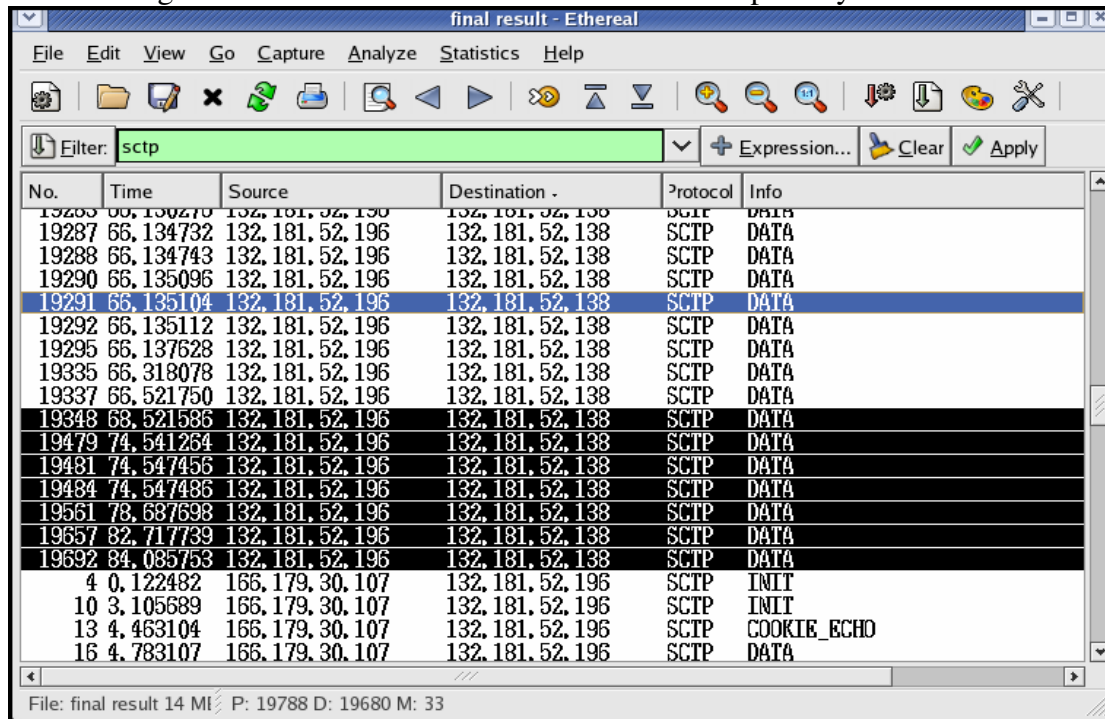 final result - Ethereal
File Edit View Go Capture Analyze Statistics Help
Filter: sctp Expression... Clear Apply
No. Time Source Destination Protocol Info
19287 66.134732 132.181.52.196 132.181.52.138 SCTP DATA
19288 66.134743 132.181.52.196 132.181.52.138 SCTP DATA
19290 66.135096 132.181.52.196 132.181.52.138 SCTP DATA
19291 66.135104 132.181.52.196 132.181.52.138 SCTP DATA
19292 66.135112 132.181.52.196 132.181.52.138 SCTP DATA
19295 66.137628 132.181.52.196 132.181.52.138 SCTP DATA
19335 66.318078 132.181.52.196 132.181.52.138 SCTP DATA
19337 66.521750 132.181.52.196 132.181.52.138 SCTP DATA
19348 68.521586 132.181.52.196 132.181.52.138 SCTP DATA
19479 74.541264 132.181.52.196 132.181.52.138 SCTP DATA
19481 74.547456 132.181.52.196 132.181.52.138 SCTP DATA
19484 74.547486 132.181.52.196 132.181.52.138 SCTP DATA
19561 78.687698 132.181.52.196 132.181.52.138 SCTP DATA
19657 82.717739 132.181.52.196 132.181.52.138 SCTP DATA
19692 84.085753 132.181.52.196 132.181.52.138 SCTP DATA
4 0.122482 166.179.30.107 132.181.52.196 SCTP INIT
10 3.105689 166.179.30.107 132.181.52.196 SCTP INIT
13 4.463104 166.179.30.107 132.181.52.196 SCTP COOKIE_ECHO
16 4.783107 166.179.30.107 132.181.52.196 SCTP DATA
File: final result 14 P: 19788 D: 19680 M: 33